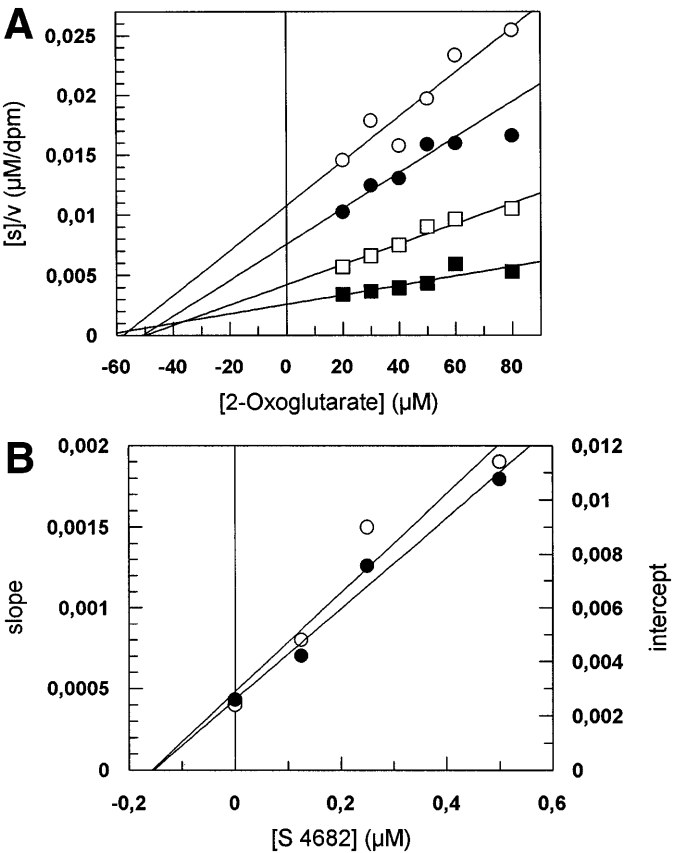 A
0,025
0,02
0,015
0,01
0,005
0
[s]/v (µM/dpm)
-60 -40 -20 0 20 40 60 80
[2-Oxoglutarate] (µM)
B
0,002
0,0015
0,001
0,0005
0
slope
0,012
0,01
0,008
0,006
0,004
0,002
0
intercept
-0,2 0 0,2 0,4 0,6
[S 4682] (µM)